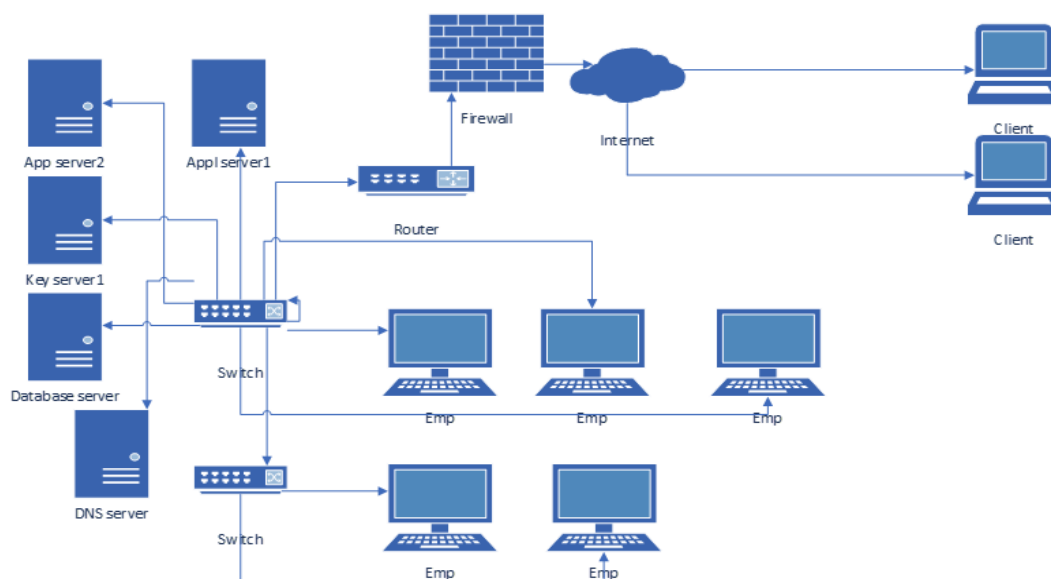 Firewall
Client
Internet
App server2
Appl server1
Router
Client
Key server1
Switch
Database server
Emp
Emp
Emp
DNS server
Switch
Emp
Emp